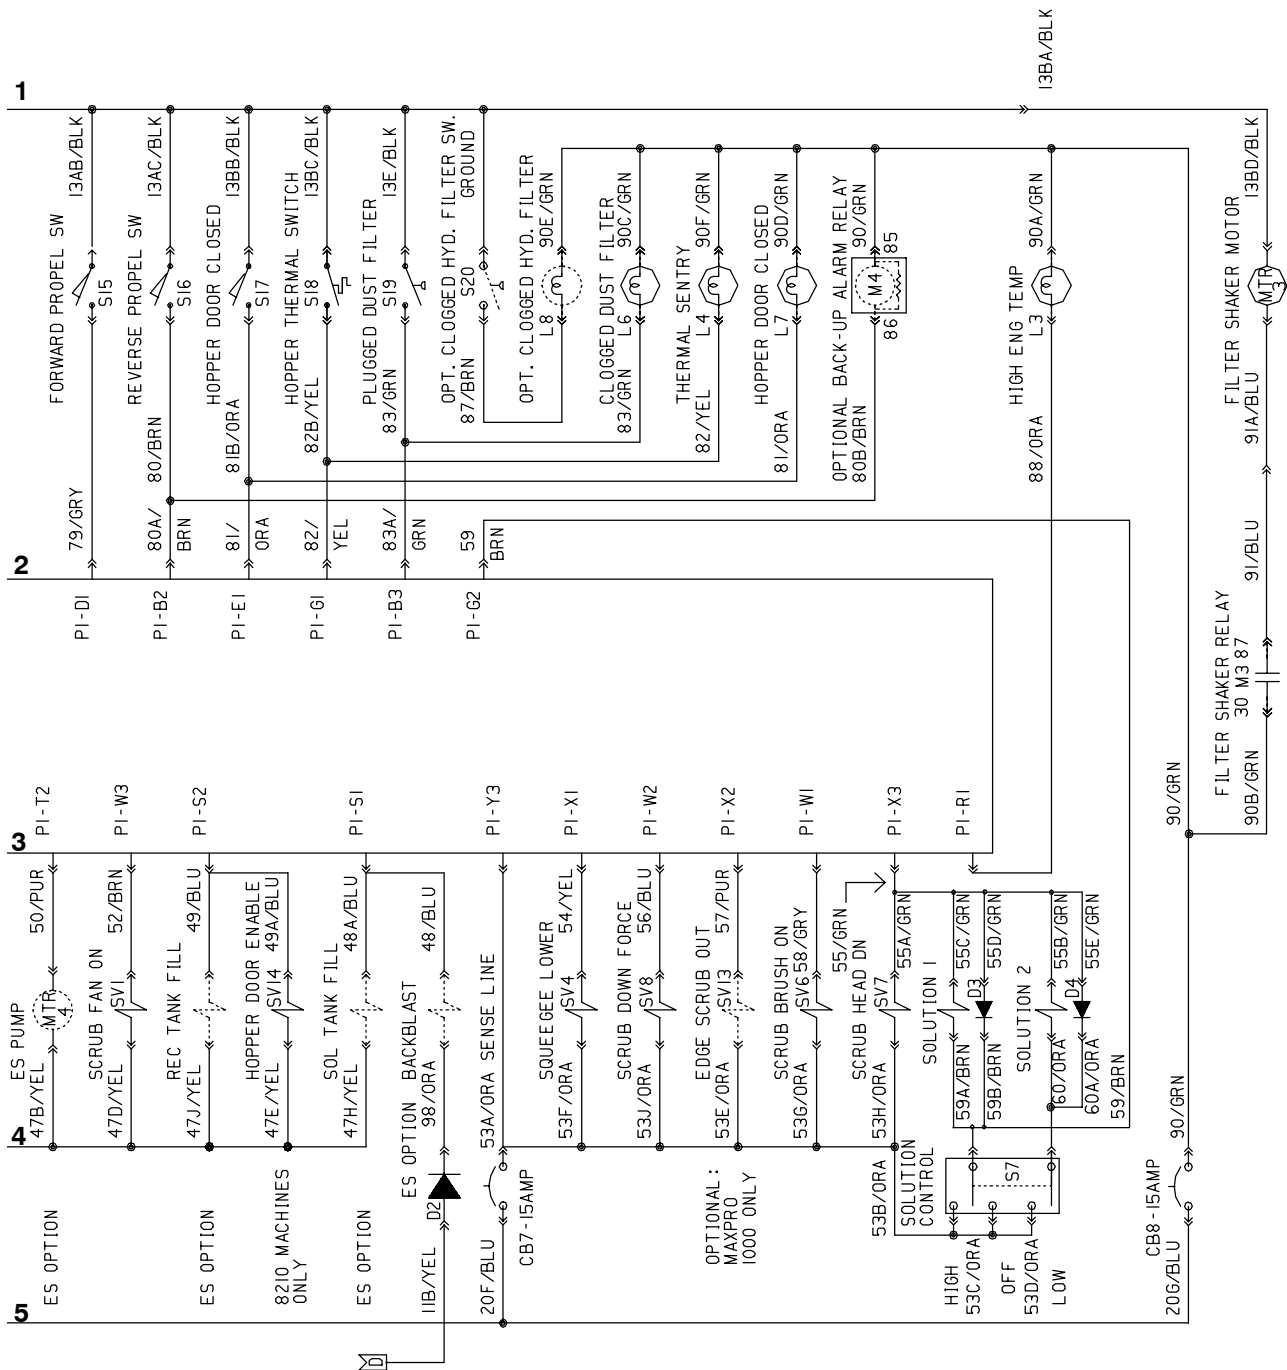 1
2
3
4
5
13BA/BLK
FORWARD PROPEL SW
13AB/BLK
S15
79/GRY
P1-D1
REVERSE PROPEL SW
13AC/BLK
S16
80/BRN
80A/
BRN
P1-B2
HOPPER DOOR CLOSED
13BB/BLK
S17
81B/ORA
81/
ORA
P1-E1
HOPPER THERMAL SWITCH
13BC/BLK
S18
82B/YEL
82/
YEL
P1-G1
PLUGGED DUST FILTER
13E/BLK
S19
83/GRN
83A/
GRN
P1-B3
OPT. CLOGGED HYD. FILTER SW.
GROUND
S20
87/BRN
59
BRN
P1-G2
OPT. CLOGGED HYD. FILTER
90E/GRN
L8
CLOGGED DUST FILTER
90C/GRN
L6
83/GRN
THERMAL SENTRY
90F/GRN
L4
82/YEL
HOPPER DOOR CLOSED
90D/GRN
L7
81/ORA
OPTIONAL BACK-UP ALARM RELAY
90/GRN
85
M4
86
80B/BRN
HIGH ENG TEMP
90A/GRN
L3
88/ORA
FILTER SHAKER MOTOR
13BD/BLK
MTR
3
91A/BLU
91/BLU
FILTER SHAKER RELAY
30 M3 87
90B/GRN
90/GRN
P1-T2
50/PUR
ES PUMP
MTR
4
47B/YEL
ES OPTION
P1-W3
52/BRN
SCRUB FAN ON
SV1
47D/YEL
P1-S2
49/BLU
REC TANK FILL
47J/YEL
ES OPTION
HOPPER DOOR ENABLE
49A/BLU
SV14
47E/YEL
8210 MACHINES
ONLY
P1-S1
48A/BLU
SOL TANK FILL
47H/YEL
ES OPTION
48/BLU
ES OPTION BACKBLAST
98/ORA
D2
11B/YEL
D
P1-Y3
53A/ORA SENSE LINE
CB7-15AMP
20F/BLU
P1-X1
54/YEL
SQUEEGEE LOWER
SV4
53F/ORA
P1-W2
56/BLU
SCRUB DOWN FORCE
SV8
53J/ORA
P1-X2
57/PUR
EDGE SCRUB OUT
SV13
53E/ORA
OPTIONAL:
MAXPRO
1000 ONLY
P1-W1
58/GRY
SCRUB BRUSH ON
SV6
53G/ORA
P1-X3
55/GRN
55A/GRN
SCRUB HEAD DN
SV7
53H/ORA
P1-R1
SOLUTION 1
55C/GRN
55D/GRN
D3
59A/BRN
59B/BRN
SOLUTION 2
55B/GRN
55E/GRN
D4
60/ORA
60A/ORA
59/BRN
53B/ORA
SOLUTION
CONTROL
S7
HIGH
53C/ORA
OFF
53D/ORA
LOW
90/GRN
CB8-15AMP
20G/BLU